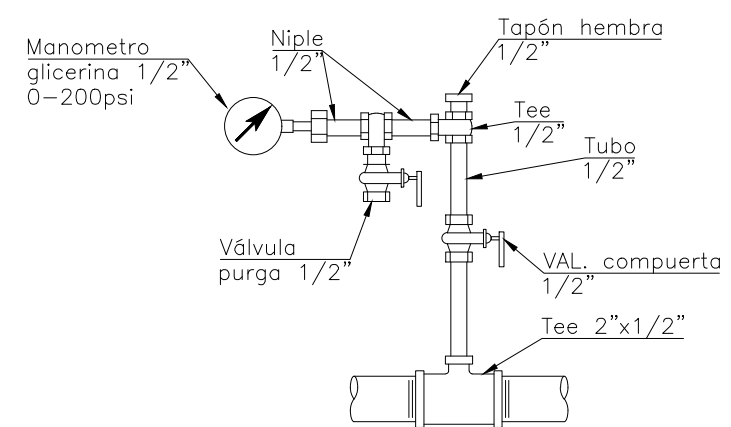 Manometro
glicerina 1/2"
0-200psi
Niple
1/2"
Tapón hembra
1/2"
Tee
1/2"
Tubo
1/2"
Válvula
purga 1/2"
VAL. compuerta
1/2"
Tee 2"x1/2"